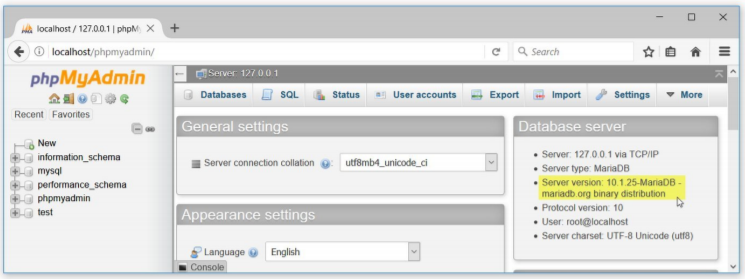 localhost / 127.0.0.1 | phpM
localhost/phpmyadmin/
Search
phpMyAdmin
Recent Favorites
New
information_schema
mysql
performance_schema
phpmyadmin
test
Server: 127.0.0.1
Databases SQL Status User accounts Export Import Settings More
General settings
Server connection collation utf8mb4_unicode_ci
Appearance settings
Language English
Console
Database server
Server: 127.0.0.1 via TCP/IP
Server type: MariaDB
Server version: 10.1.25-MariaDB -
mariadb.org binary distribution
Protocol version: 10
User: root@localhost
Server charset: UTF-8 Unicode (utf8)